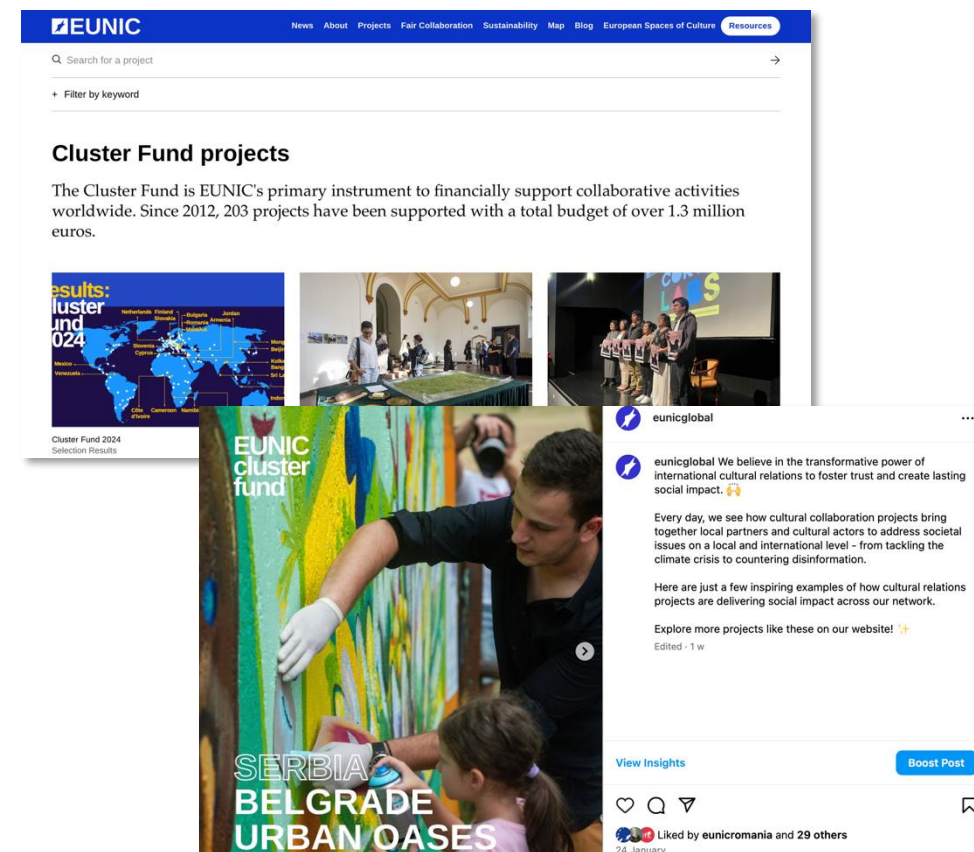 EUNIC
News About Projects Fair Collaboration Sustainability Map Blog European Spaces of Culture Resources
Search for a project
+ Filter by keyword
Cluster Fund projects
The Cluster Fund is EUNIC's primary instrument to financially support collaborative activities
worldwide. Since 2012, 203 projects have been supported with a total budget of over 1.3 million
euros.
esults:
luster
und
024
Netherlands Finland
Slovakia
Bulgaria
Romania
Jordan
Armenia
Slovenia
Cyprus
Mexico
Venezuela
Côte
d'Ivoire
Cameroon
Namib
Mong
Beijin
Kolka
Bang
Sri La
Indon
LABS
Cluster Fund 2024
Selection Results
EUNIC
cluster
fund
SERBIA
BELGRADE
URBAN OASES
eunicglobal
eunicglobal We believe in the transformative power of
international cultural relations to foster trust and create lasting
social impact. 🙌
Every day, we see how cultural collaboration projects bring
together local partners and cultural actors to address societal
issues on a local and international level - from tackling the
climate crisis to countering disinformation.
Here are just a few inspiring examples of how cultural relations
projects are delivering social impact across our network.
Explore more projects like these on our website! ✨
Edited · 1 w
View Insights
Boost Post
Liked by eunicromania and 29 others
24 January